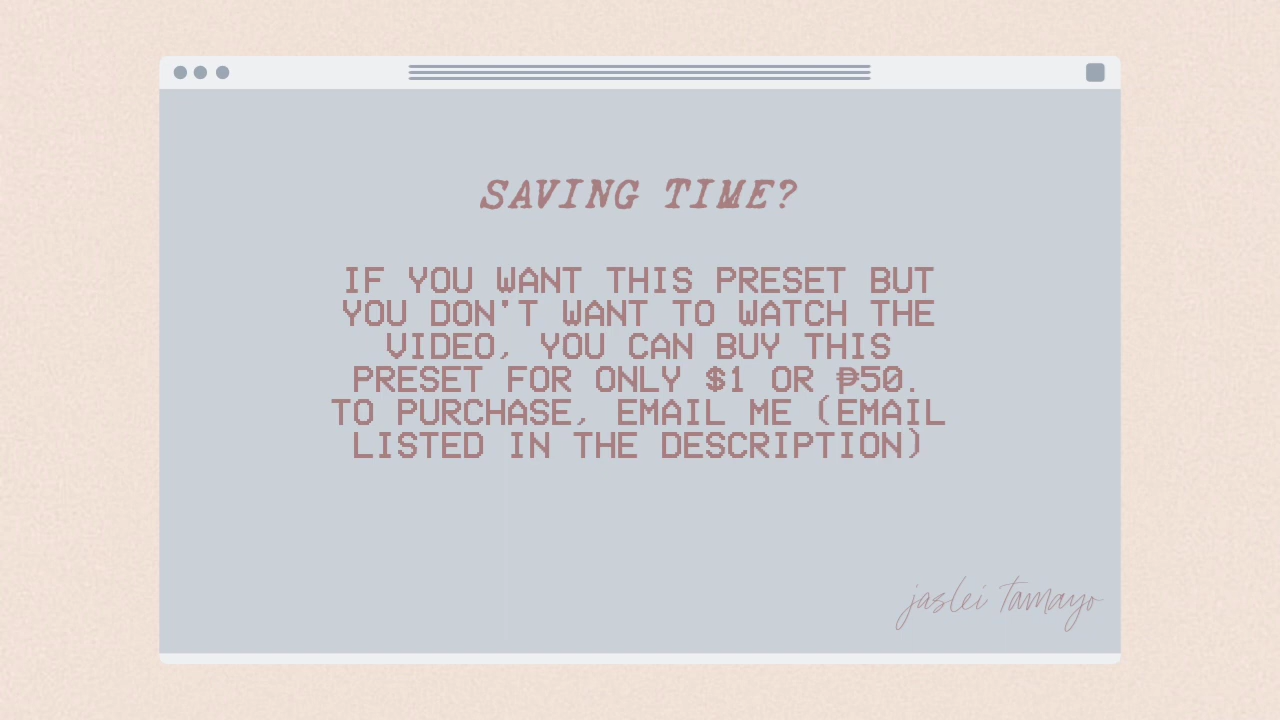 SAVING TIME?
IF YOU WANT THIS PRESET BUT
YOU DON'T WANT TO WATCH THE
VIDEO, YOU CAN BUY THIS
PRESET FOR ONLY $1 OR ₱50.
TO PURCHASE, EMAIL ME (EMAIL
LISTED IN THE DESCRIPTION)
jaslei tamayo